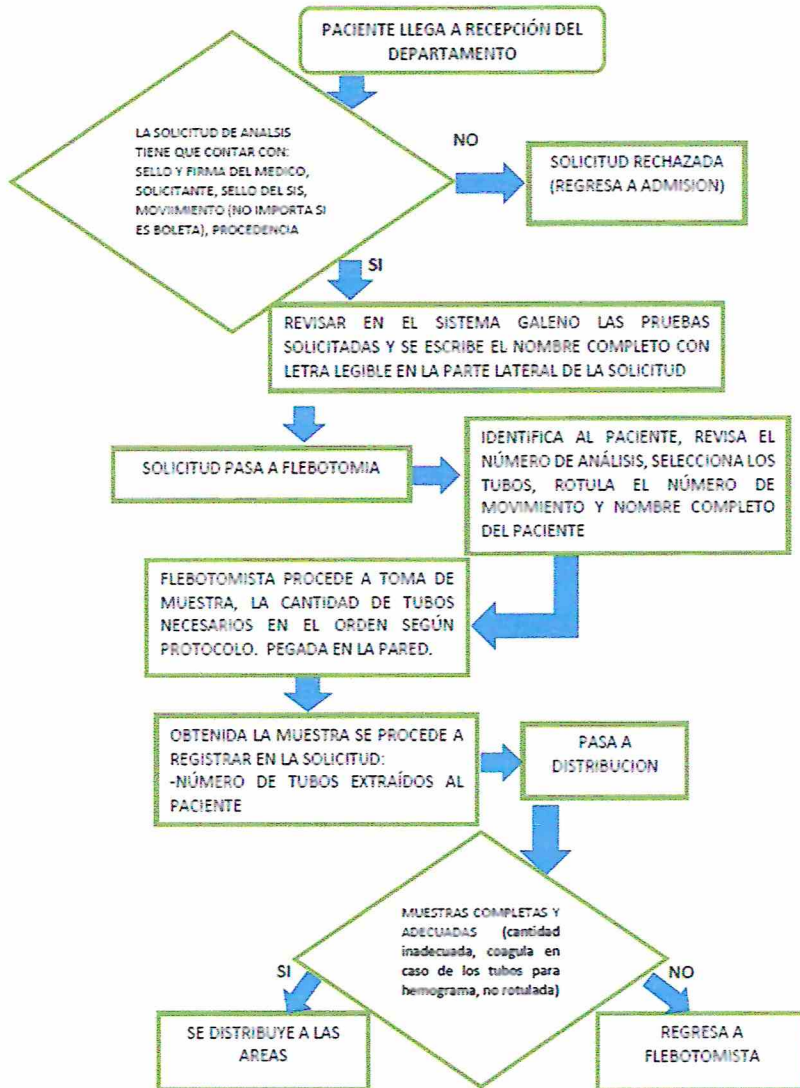 PACIENTE LLEGA A RECEPCIÓN DEL
DEPARTAMENTO
LA SOLICITUD DE ANALSIS
TIENE QUE CONTAR CON:
SELLO Y FIRMA DEL MEDICO,
SOLICITANTE, SELLO DEL SIS,
MOVIIMIENTO (NO IMPORTA SI
ES BOLETA), PROCEDENCIA
NO
SOLICITUD RECHAZADA
(REGRESA A ADMISION)
SI
REVISAR EN EL SISTEMA GALENO LAS PRUEBAS
SOLICITADAS Y SE ESCRIBE EL NOMBRE COMPLETO CON
LETRA LEGIBLE EN LA PARTE LATERAL DE LA SOLICITUD
SOLICITUD PASA A FLEBOTOMIA
IDENTIFICA AL PACIENTE, REVISA EL
NÚMERO DE ANÁLISIS, SELECCIONA LOS
TUBOS, ROTULA EL NÚMERO DE
MOVIMIENTO Y NOMBRE COMPLETO
DEL PACIENTE
FLEBOTOMISTA PROCEDE A TOMA DE
MUESTRA, LA CANTIDAD DE TUBOS
NECESARIOS EN EL ORDEN SEGÚN
PROTOCOLO. PEGADA EN LA PARED.
OBTENIDA LA MUESTRA SE PROCEDE A
REGISTRAR EN LA SOLICITUD:
-NÚMERO DE TUBOS EXTRAÍDOS AL
PACIENTE
PASA A
DISTRIBUCION
MUESTRAS COMPLETAS Y
ADECUADAS (cantidad
inadecuada, coagula en
caso de los tubos para
hemograma, no rotulada)
SI
NO
SE DISTRIBUYE A LAS
AREAS
REGRESA A
FLEBOTOMISTA